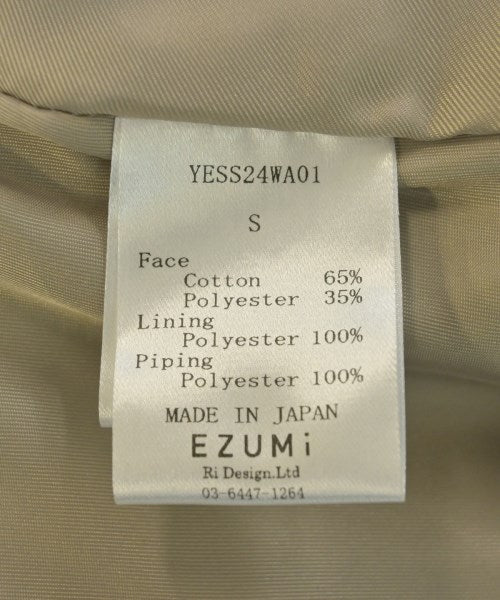 YESS24WA01
S
Face
Cotton 65%
Polyester 35%
Lining
Polyester 100%
Piping
Polyester 100%
MADE IN JAPAN
EZUMi
Ri Design.Ltd
03-6447-1264